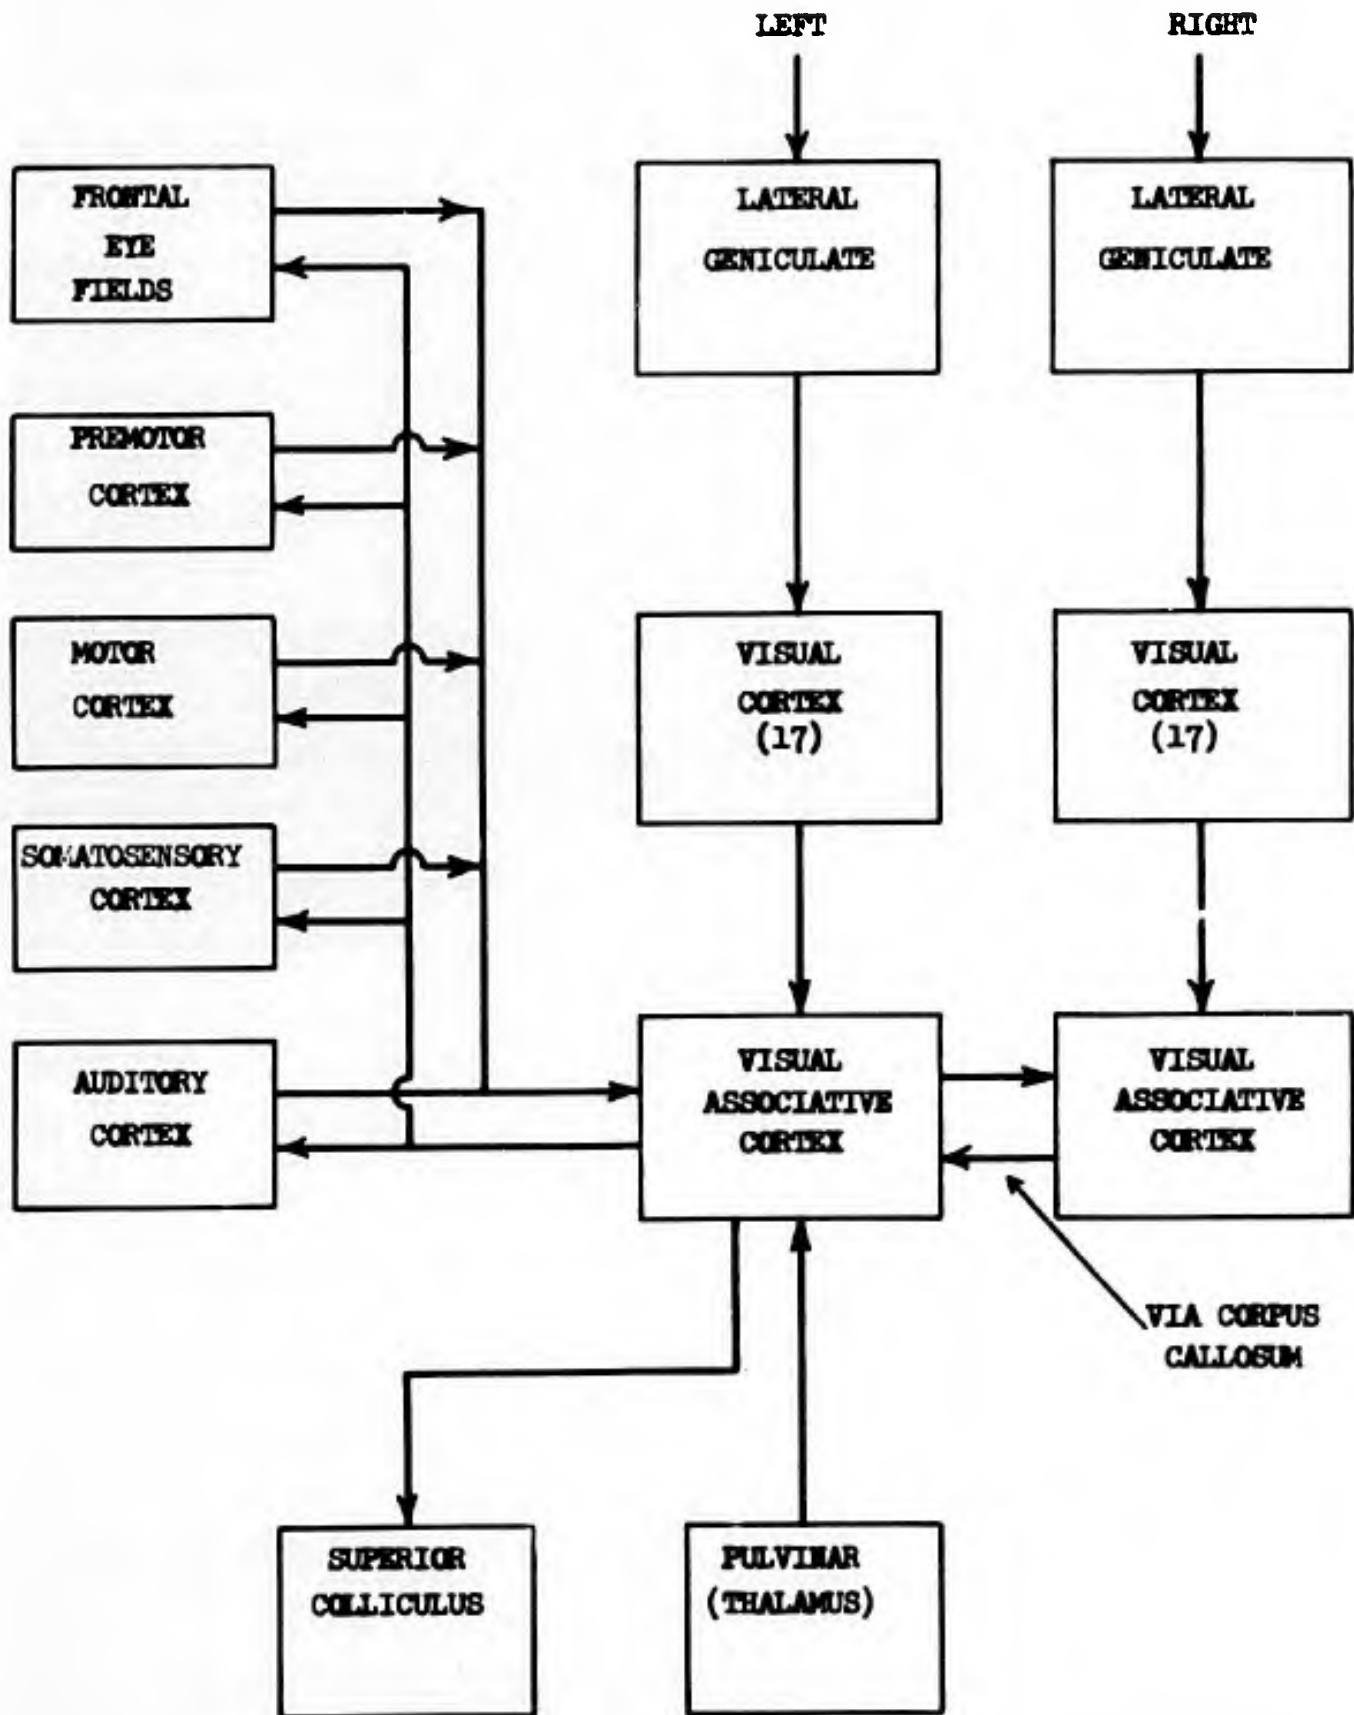 LEFT
RIGHT
FRONTAL
EYE
FIELDS
LATERAL
GENICULATE
LATERAL
GENICULATE
PREMOTOR
CORTEX
MOTOR
CORTEX
VISUAL
CORTEX
(17)
VISUAL
CORTEX
(17)
SOMATOSENSORY
CORTEX
AUDITORY
CORTEX
VISUAL
ASSOCIATIVE
CORTEX
VISUAL
ASSOCIATIVE
CORTEX
VIA CORPUS
CALLOSUM
SUPERIOR
COLLICULUS
PULVINAR
(THALAMUS)